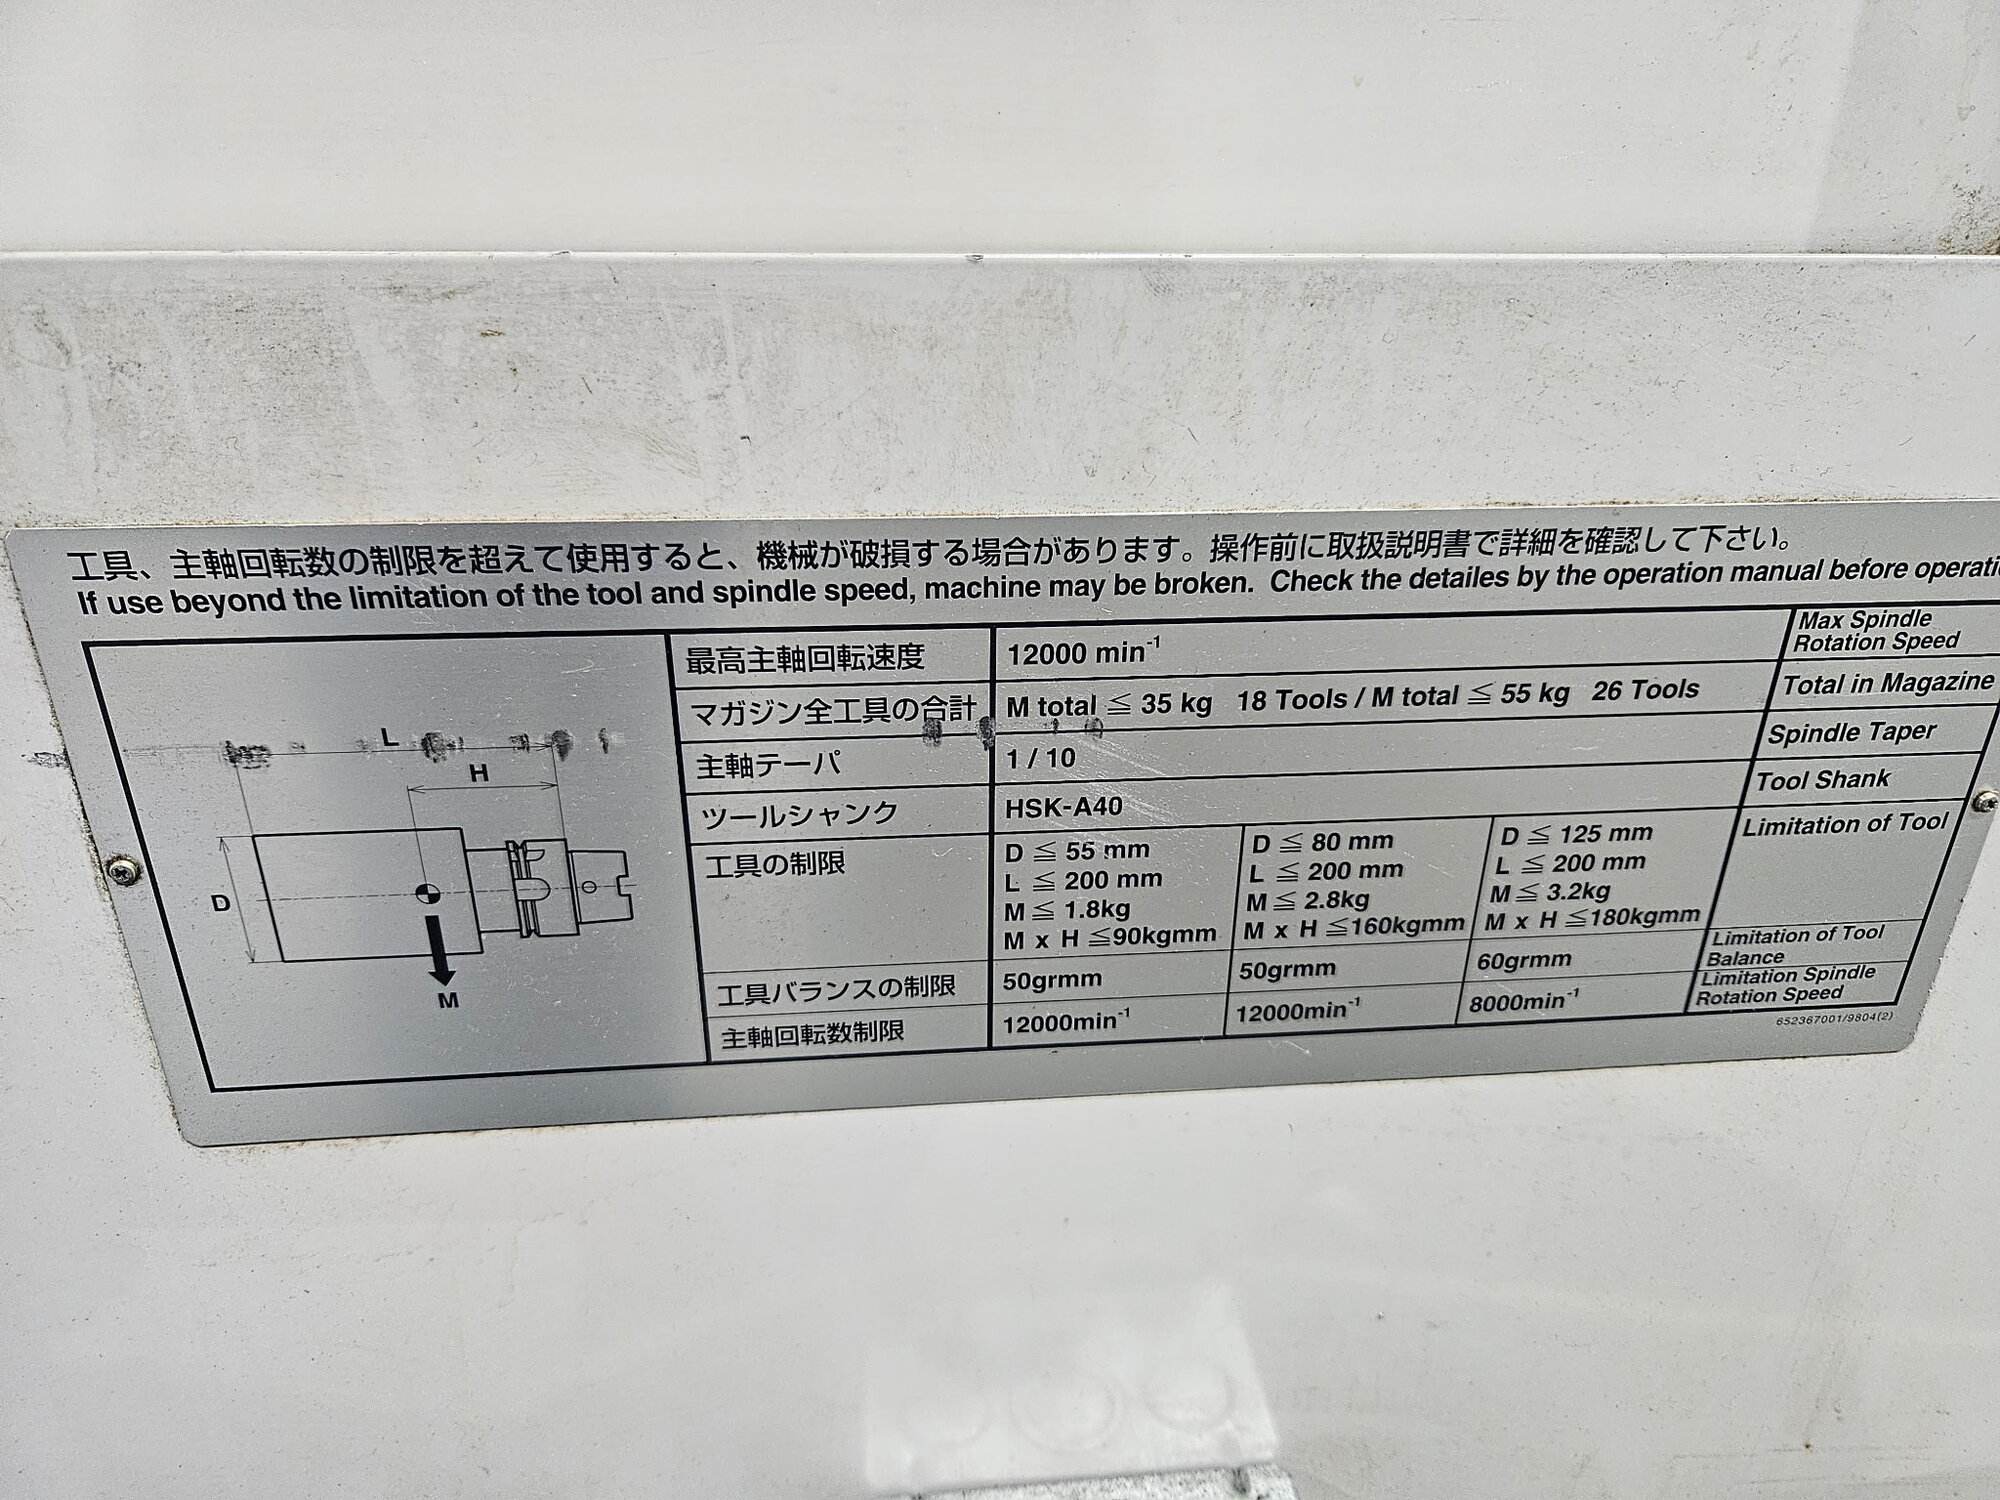 工具、主軸回転数の制限を超えて使用すると、機械が破損する場合があります。操作前に取扱説明書で詳細を確認して下さい。
If use beyond the limitation of the tool and spindle speed, machine may be broken. Check the detailes by the operation manual before operati
最高主軸回転速度 12000 min⁻¹ Max Spindle Rotation Speed
マガジン全工具の合計 M total ≦ 35 kg 18 Tools / M total ≦ 55 kg 26 Tools Total in Magazine
主軸テーパ 1 / 10 Spindle Taper
ツールシャンク HSK-A40 Tool Shank
工具の制限 D ≦ 55 mm D ≦ 80 mm D ≦ 125 mm Limitation of Tool
L ≦ 200 mm L ≦ 200 mm L ≦ 200 mm
M ≦ 1.8kg M ≦ 2.8kg M ≦ 3.2kg
M x H ≦90kgmm M x H ≦160kgmm M x H ≦180kgmm
工具バランスの制限 50grmm 50grmm 60grmm Limitation of Tool Balance
主軸回転数制限 12000min⁻¹ 12000min⁻¹ 8000min⁻¹ Limitation Spindle Rotation Speed
L
H
D
M
652367001/9804(2)